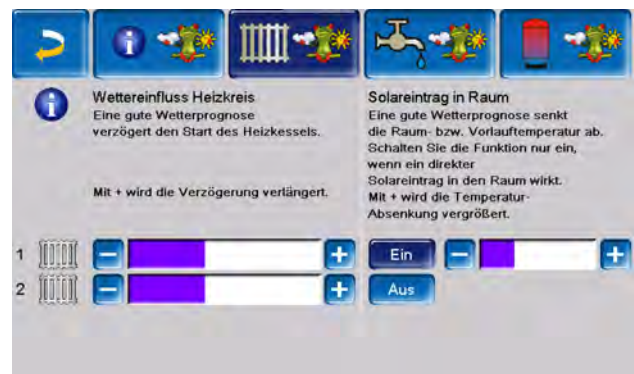 Wettereinfluss Heizkreis
Eine gute Wetterprognose
verzögert den Start des Heizkessels.
Mit + wird die Verzögerung verlängert.
Solareintrag in Raum
Eine gute Wetterprognose senkt
die Raum- bzw. Vorlauftemperatur ab.
Schalten Sie die Funktion nur ein,
wenn ein direkter
Solareintrag in den Raum wirkt.
Mit + wird die Temperatur-
Absenkung vergrößert.
1 Ein
2 Aus